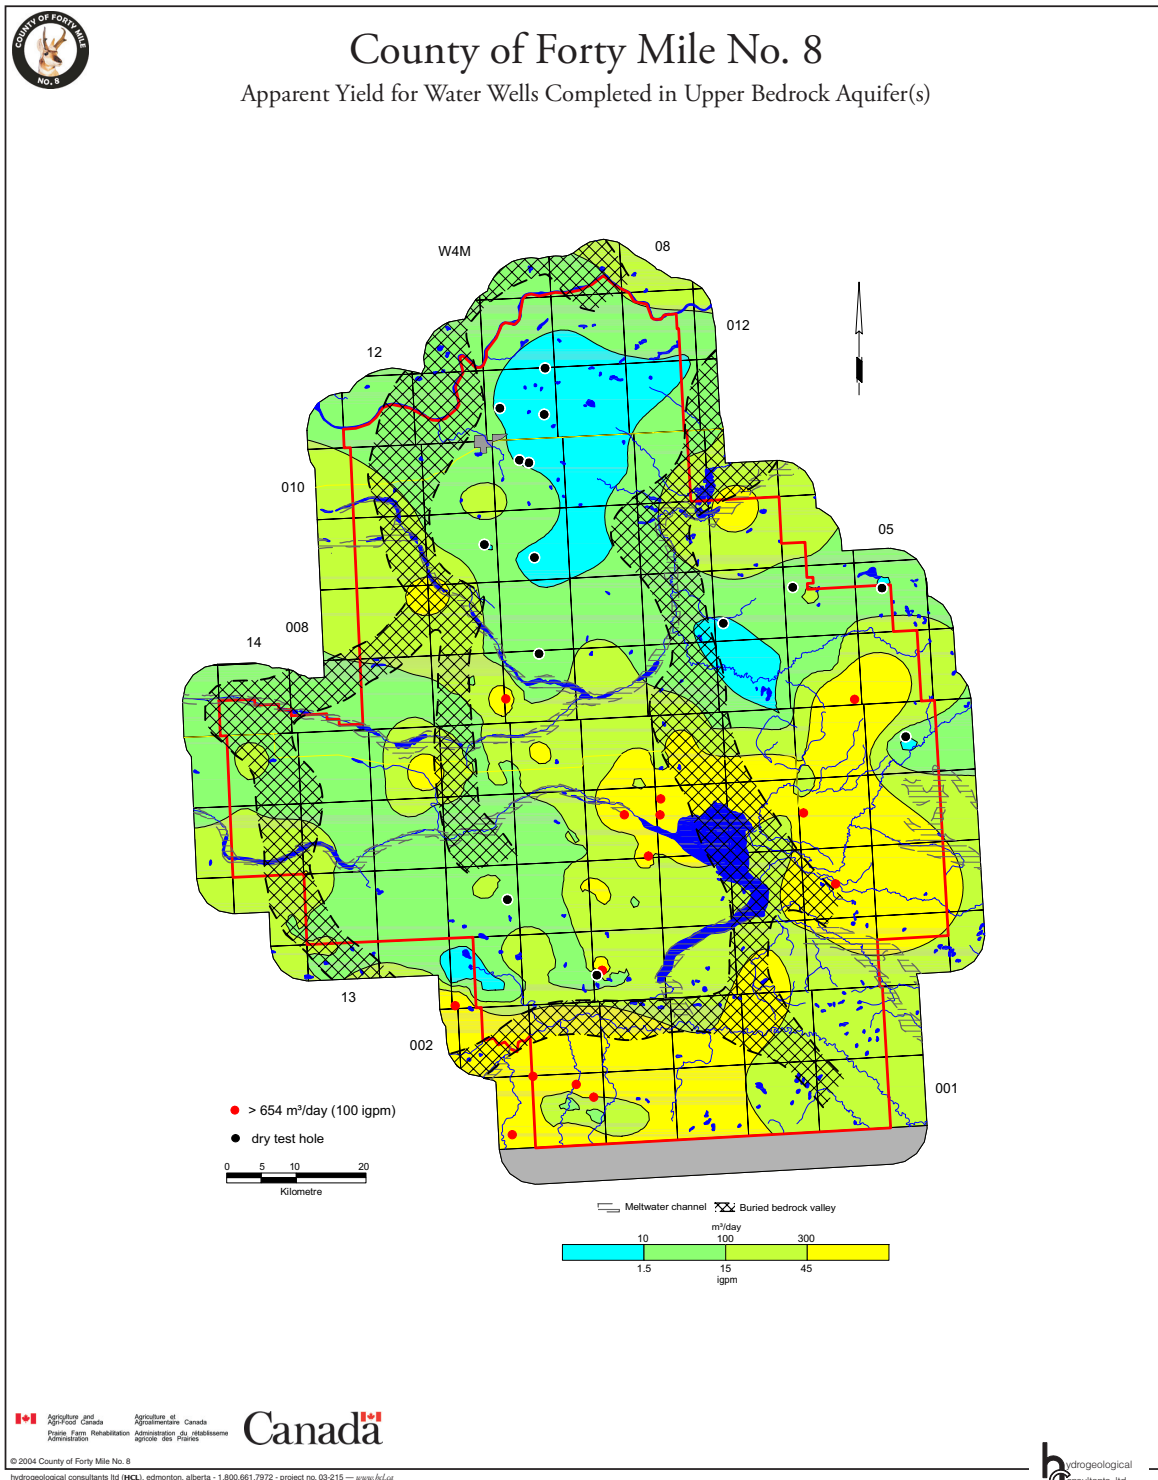 COUNTY OF FORTY MILE
NO. 8
County of Forty Mile No. 8
Apparent Yield for Water Wells Completed in Upper Bedrock Aquifer(s)
W4M
08
012
12
010
05
008
14
13
002
001
> 654 m³/day (100 igpm)
dry test hole
0 5 10 20
Kilometre
Meltwater channel Buried bedrock valley
m³/day
10 100 300
1.5 15 45
igpm
Agriculture and Agri-Food Canada
Agriculture et Agroalimentaire Canada
Prairie Farm Rehabilitation Administration
Administration du rétablisseme agricole des Prairies
Canada
© 2004 County of Forty Mile No. 8
hydrogeological consultants ltd (HCL), edmonton, alberta - 1.800.661.7972 - project no. 03-215 — www.hcl.ca
hydrogeological
consultants ltd